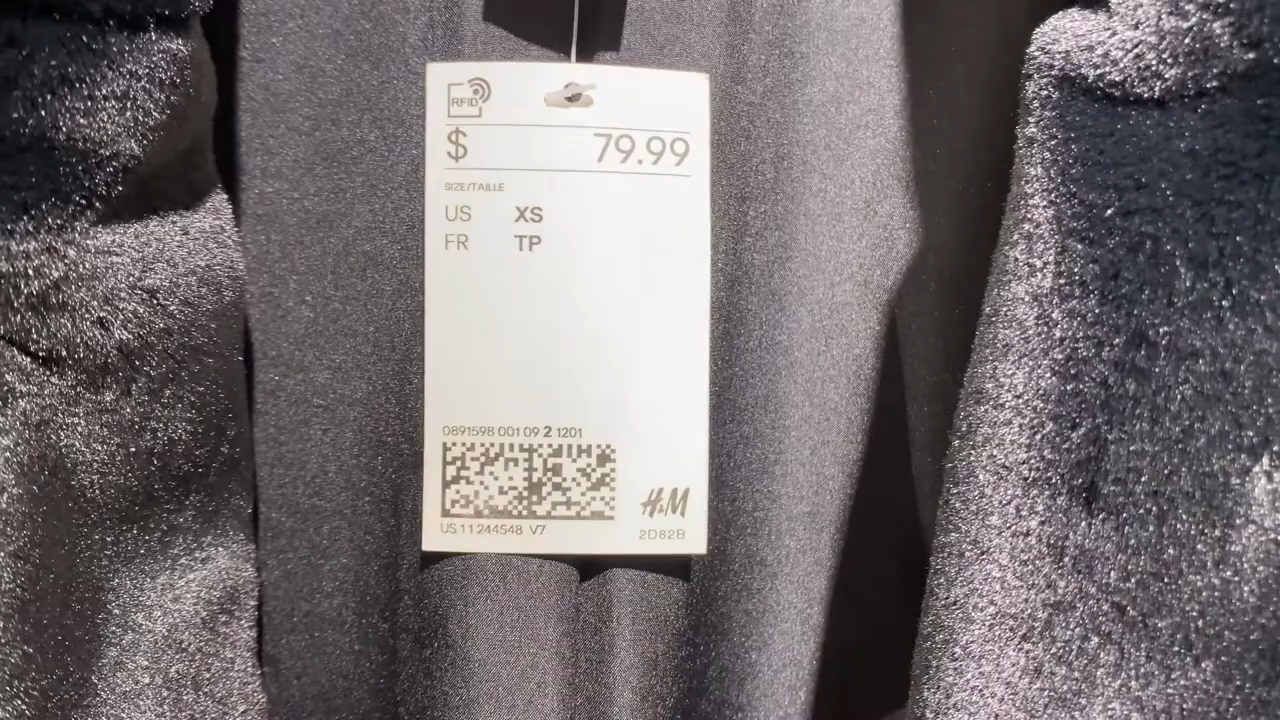 RFID
$ 79.99
SIZE/TAILLE
US XS
FR TP
0891598 001 09 2 1201
US 11 244548 V7
H&M
2D82B